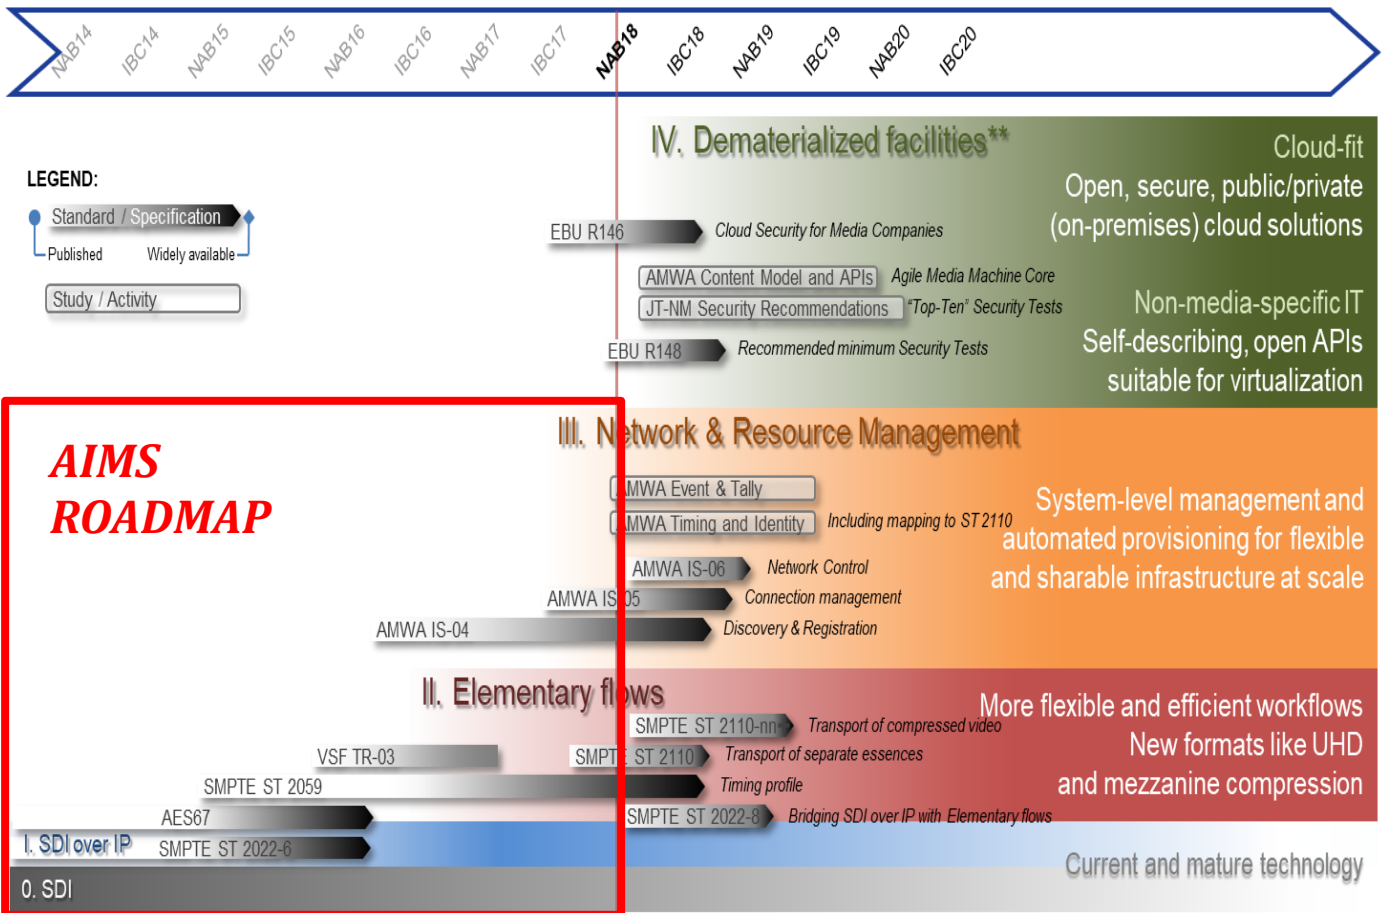 NAB14 IBC14 NAB15 IBC15 NAB16 IBC16 NAB17 IBC17 NAB18 IBC18 NAB19 IBC19 NAB20 IBC20
IV. Dematerialized facilities**
Cloud-fit
Open, secure, public/private
(on-premises) cloud solutions
LEGEND:
Standard / Specification
Published
Widely available
Study / Activity
EBU R146 Cloud Security for Media Companies
AMWA Content Model and APIs Agile Media Machine Core
JT-NM Security Recommendations "Top-Ten" Security Tests
EBU R148 Recommended minimum Security Tests
Non-media-specific IT
Self-describing, open APIs
suitable for virtualization
AIMS
ROADMAP
III. Network & Resource Management
AMWA Event & Tally
AMWA Timing and Identity Including mapping to ST 2110
AMWA IS-06 Network Control
AMWA IS-05 Connection management
AMWA IS-04 Discovery & Registration
System-level management and
automated provisioning for flexible
and sharable infrastructure at scale
II. Elementary flows
SMPTE ST 2110-nn Transport of compressed video
VSF TR-03
SMPTE ST 2110 Transport of separate essences
SMPTE ST 2059 Timing profile
AES67
SMPTE ST 2022-8 Bridging SDI over IP with Elementary flows
More flexible and efficient workflows
New formats like UHD
and mezzanine compression
I. SDI over IP
SMPTE ST 2022-6
Current and mature technology
0. SDI